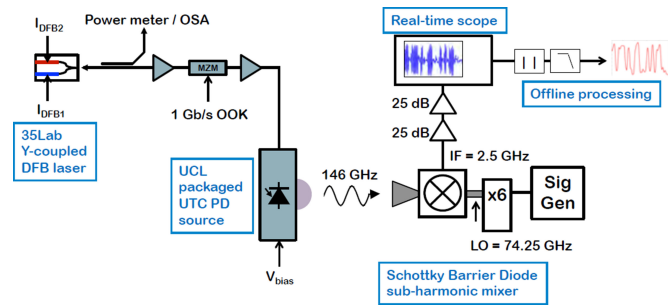 I_DFB2
Power meter / OSA
MZM
1 Gb/s OOK
I_DFB1
35Lab
Y-coupled
DFB laser
UCL
packaged
UTC PD
source
V_bias
146 GHz
Real-time scope
25 dB
25 dB
IF = 2.5 GHz
x6
Sig
Gen
LO = 74.25 GHz
Schottky Barrier Diode
sub-harmonic mixer
| |
Offline processing